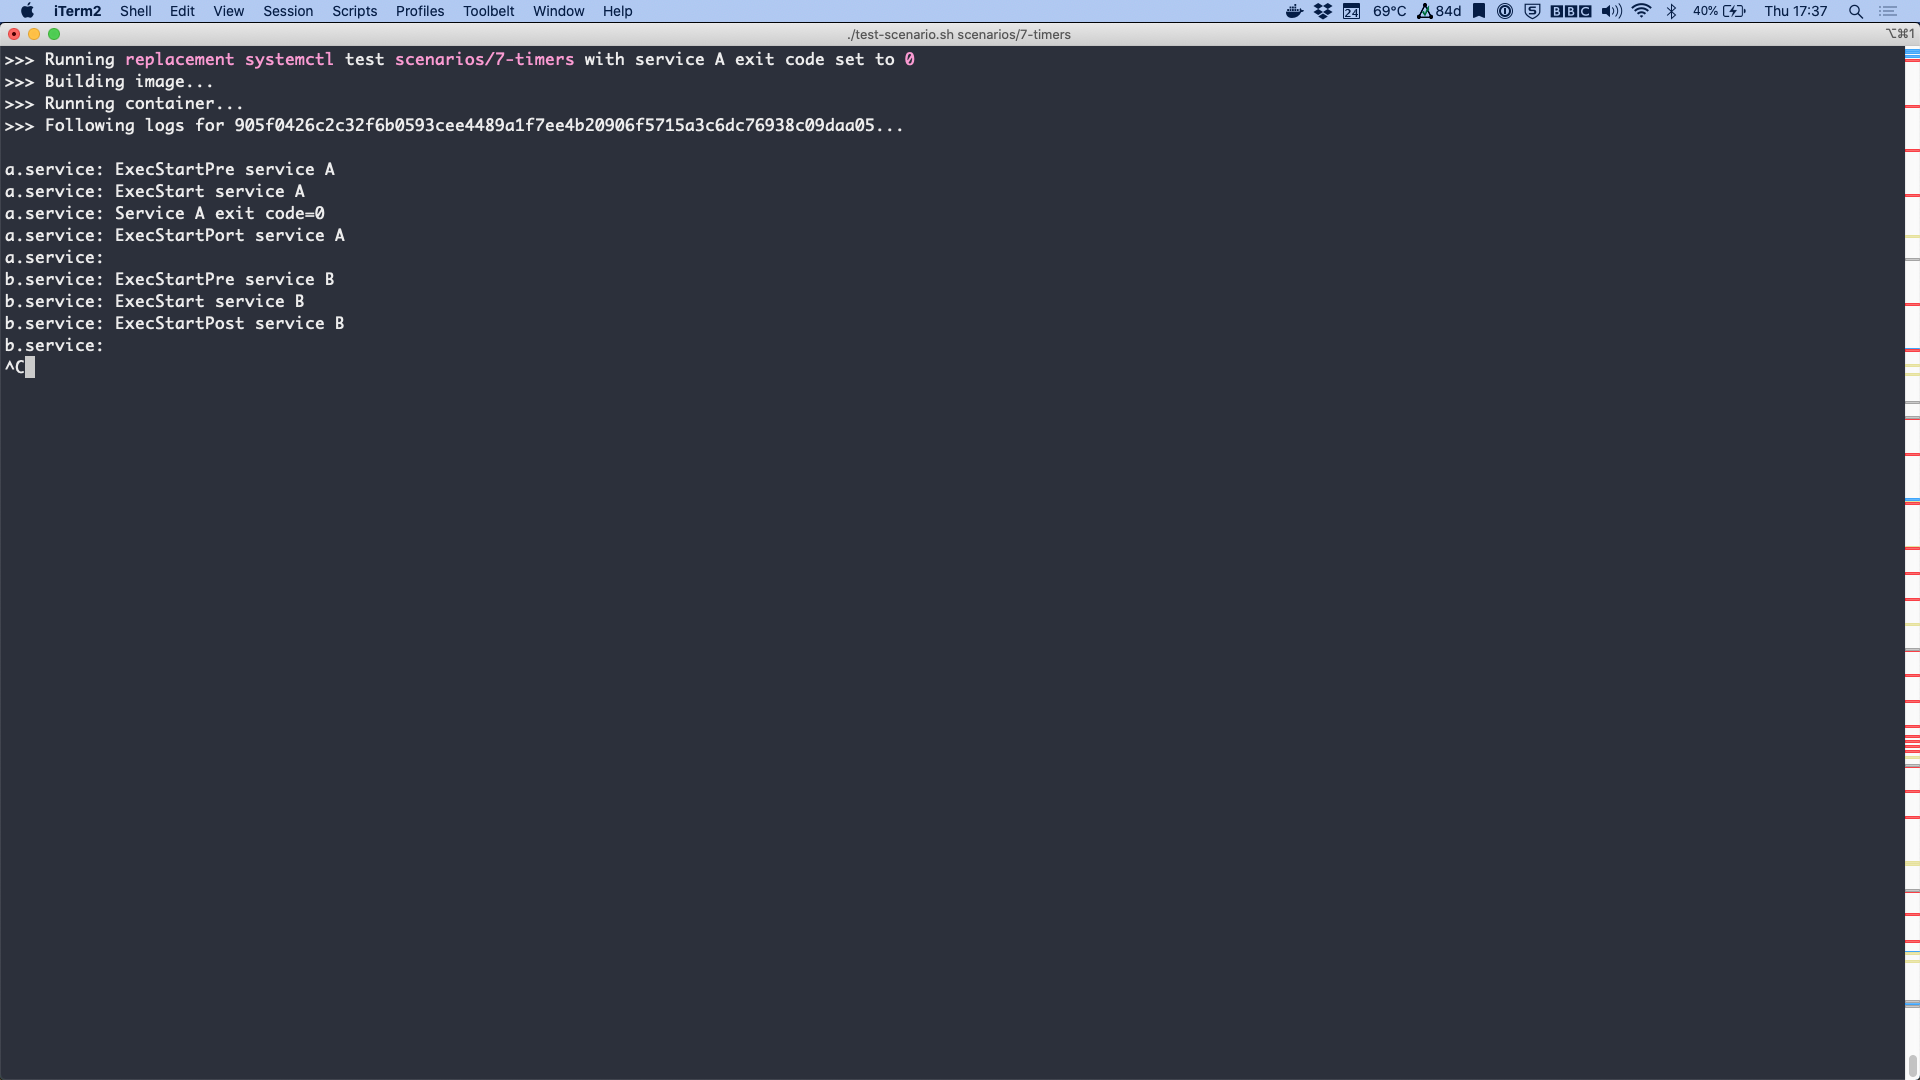 iTerm2 Shell Edit View Session Scripts Profiles Toolbelt Window Help 24 69°C 84d BBC 40% Thu 17:37
./test-scenario.sh scenarios/7-timers ⌥⌘1
>>> Running replacement systemctl test scenarios/7-timers with service A exit code set to 0
>>> Building image...
>>> Running container...
>>> Following logs for 905f0426c2c32f6b0593cee4489a1f7ee4b20906f5715a3c6dc76938c09daa05...
a.service: ExecStartPre service A
a.service: ExecStart service A
a.service: Service A exit code=0
a.service: ExecStartPort service A
a.service:
b.service: ExecStartPre service B
b.service: ExecStart service B
b.service: ExecStartPost service B
b.service:
^C